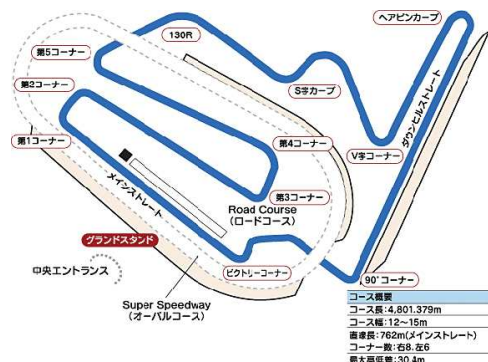 ヘアピンカーブ
130R
第5コーナー
S字カーブ
第2コーナー
ダウンヒルストレート
第1コーナー
第4コーナー
V字コーナー
メインストレート
第3コーナー
Road Course
(ロードコース)
グランドスタンド
中央エントランス
ビクトリーコーナー
90°コーナー
Super Speedway
(オーバルコース)
コース概要
コース長:4,801.379m
コース幅:12～15m
直線長:762m(メインストレート)
コーナー数:右8、左6
最大高低差:30.4m